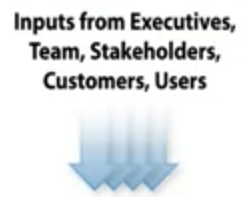 Inputs from Executives,
Team, Stakeholders,
Customers, Users